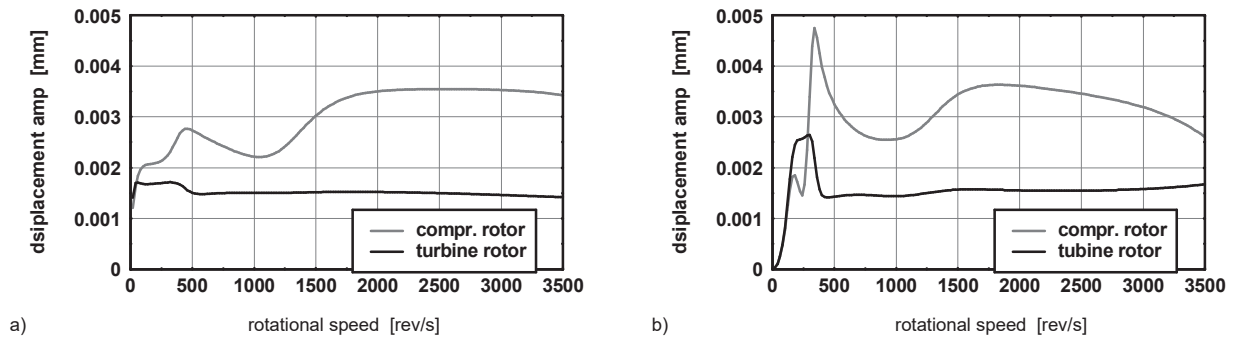 0.005
0.004
0.003
0.002
0.001
0
dsiplacement amp [mm]
0 500 1000 1500 2000 2500 3000 3500
rotational speed [rev/s]
compr. rotor
turbine rotor
a)
0.005
0.004
0.003
0.002
0.001
0
dsiplacement amp [mm]
0 500 1000 1500 2000 2500 3000 3500
rotational speed [rev/s]
compr. rotor
tubine rotor
b)